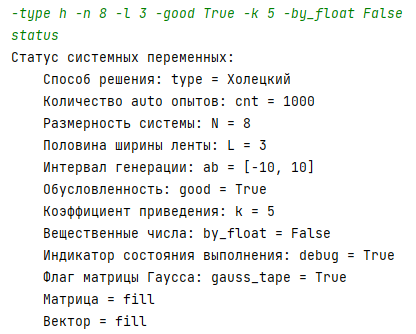 -type h -n 8 -l 3 -good True -k 5 -by_float False
status
Статус системных переменных:
Способ решения: type = Холецкий
Количество auto опытов: cnt = 1000
Размерность системы: N = 8
Половина ширины ленты: L = 3
Интервал генерации: ab = [-10, 10]
Обусловленность: good = True
Коэффициент приведения: k = 5
Вещественные числа: by_float = False
Индикатор состояния выполнения: debug = True
Флаг матрицы Гаусса: gauss_tape = True
Матрица = fill
Вектор = fill